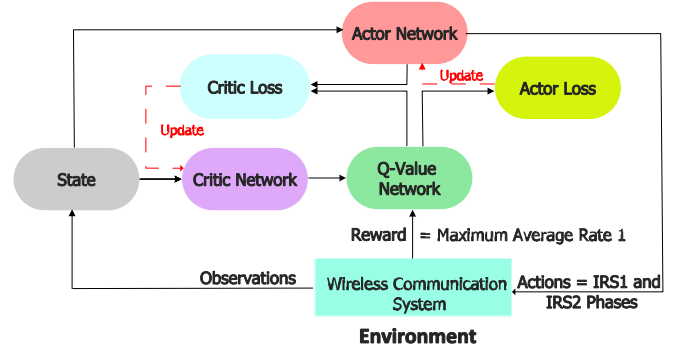 Actor Network
Update
Critic Loss
Actor Loss
Update
State
Critic Network
Q-Value
Network
Reward = Maximum Average Rate 1
Observations
Wireless Communication
System
Actions = IRS1 and
IRS2 Phases
Environment